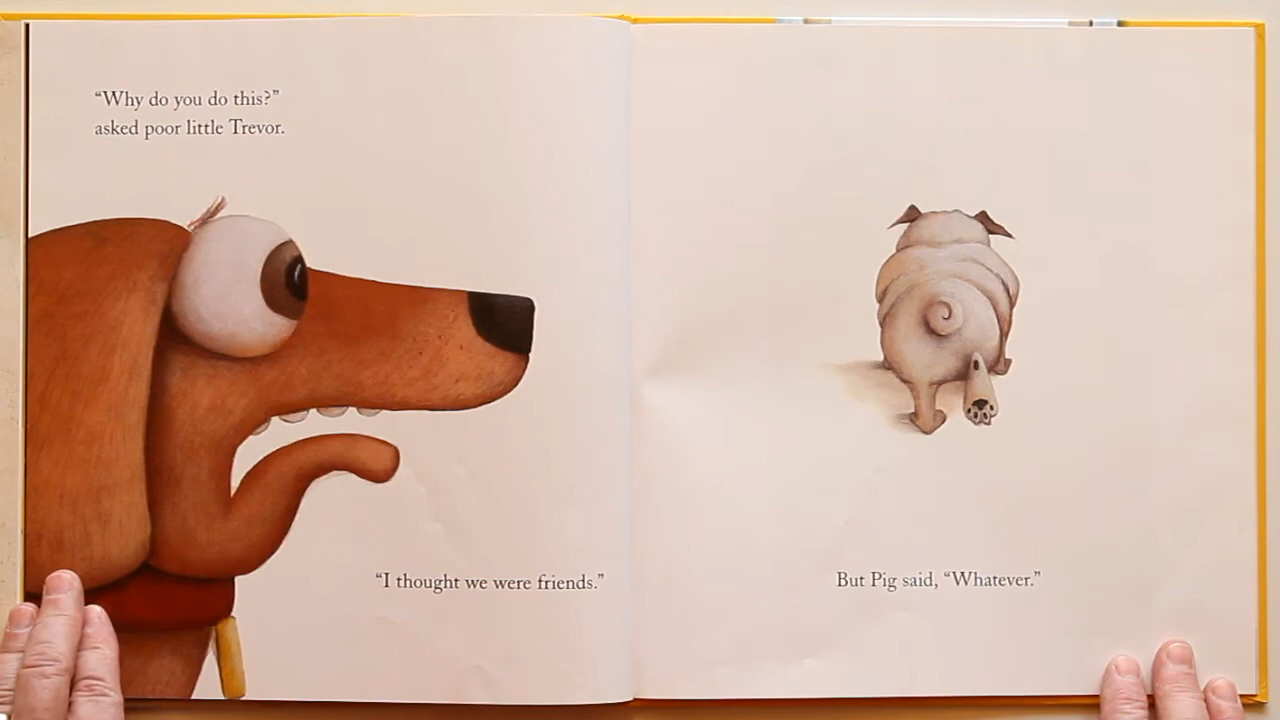 “Why do you do this?”
asked poor little Trevor.
“I thought we were friends.”
But Pig said, “Whatever.”